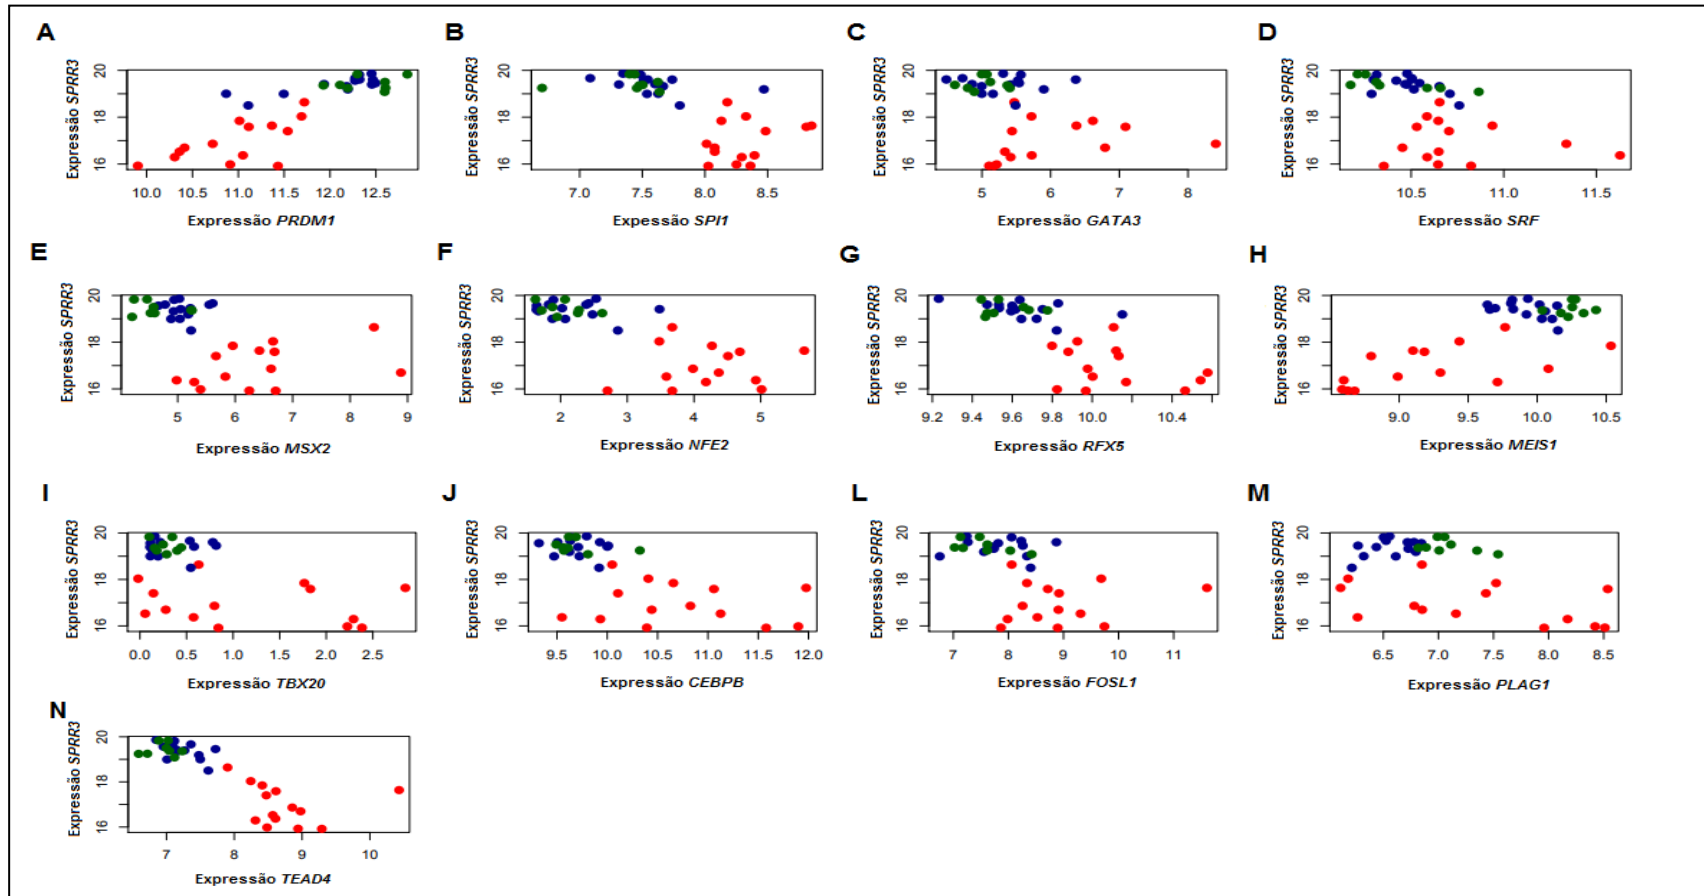 A
Expressão SPRR3
16 18 20
10.0 10.5 11.0 11.5 12.0 12.5
Expressão PRDM1
B
Expressão SPRR3
16 18 20
7.0 7.5 8.0 8.5
Expessão SPI1
C
Expressão SPRR3
16 18 20
5 6 7 8
Expressão GATA3
D
Expressão SPRR3
16 18 20
10.5 11.0 11.5
Expressão SRF
E
Expressão SPRR3
16 18 20
5 6 7 8 9
Expressão MSX2
F
Expressão SPRR3
16 18 20
2 3 4 5
Expressão NFE2
G
Expressão SPRR3
16 18 20
9.2 9.4 9.6 9.8 10.0 10.4
Expressão RFX5
H
Expressão SPRR3
16 18 20
9.0 9.5 10.0 10.5
Expressão MEIS1
I
Expressão SPRR3
16 18 20
0.0 0.5 1.0 1.5 2.0 2.5
Expressão TBX20
J
Expressão SPRR3
16 18 20
9.5 10.0 10.5 11.0 11.5 12.0
Expressão CEBPB
L
Expressão SPRR3
16 18 20
7 8 9 10 11
Expressão FOSL1
M
Expressão SPRR3
16 18 20
6.5 7.0 7.5 8.0 8.5
Expressão PLAG1
N
Expressão SPRR3
16 18 20
7 8 9 10
Expressão TEAD4